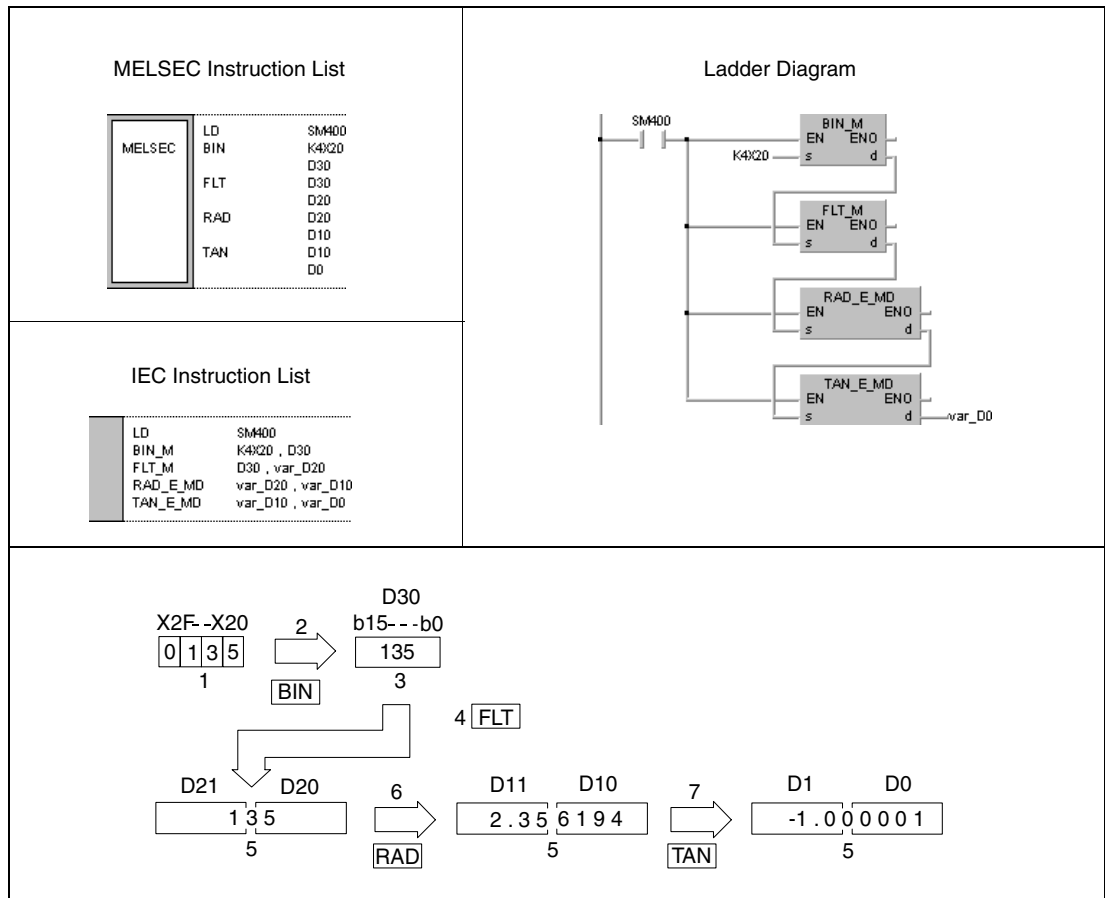 MELSEC Instruction List
MELSEC
LD SM400
BIN K4X20
D30
FLT D30
D20
RAD D20
D10
TAN D10
D0
Ladder Diagram
SM400
BIN_M
EN ENO
K4X20 s d
FLT_M
EN ENO
s d
RAD_E_MD
EN ENO
s d
TAN_E_MD
EN ENO
s d var_D0
IEC Instruction List
LD SM400
BIN_M K4X20 , D30
FLT_M D30 , var_D20
RAD_E_MD var_D20 , var_D10
TAN_E_MD var_D10 , var_D0
D30
X2F- -X20 2 b15- - -b0
0 1 3 5 135
1 BIN 3
4 FLT
D21 D20 6 D11 D10 7 D1 D0
1 3 5 2 . 3 5 6 1 9 4 -1 . 0 0 0 0 0 1
5 RAD 5 TAN 5